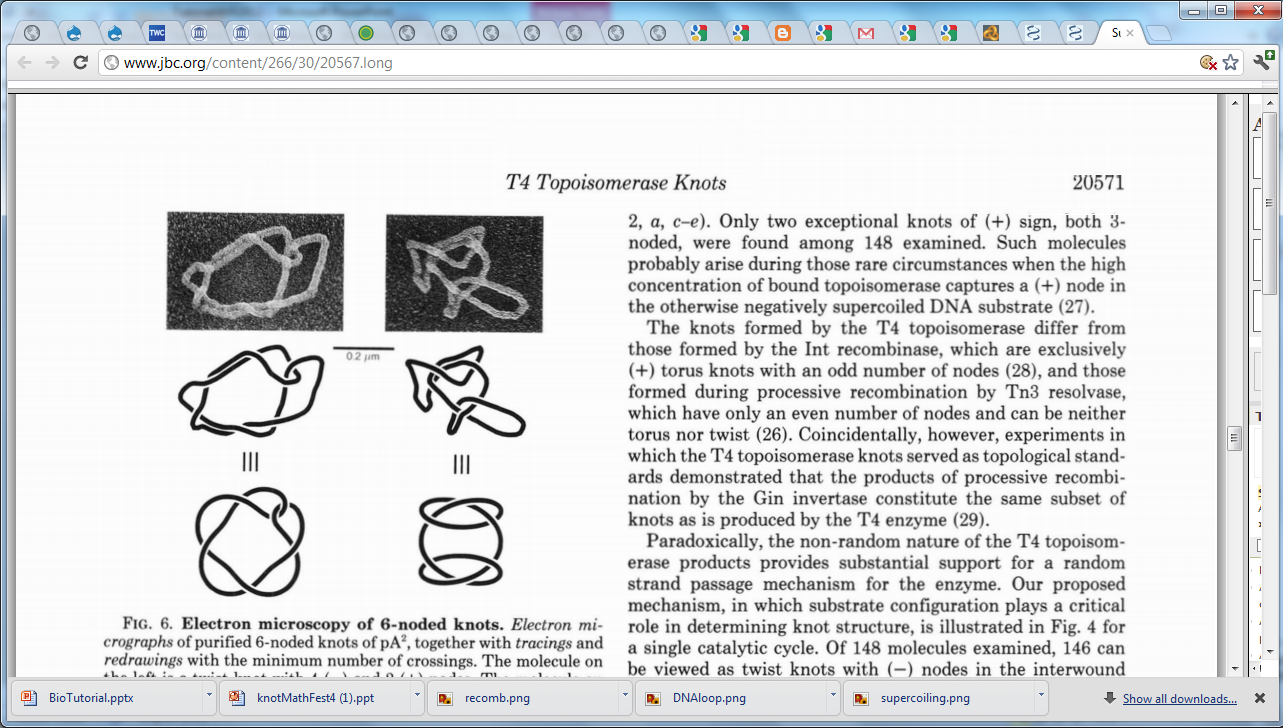 TWC
Su
www.jbc.org/content/266/30/20567.long
T4 Topoisomerase Knots
20571
0.2 μm
FIG. 6. Electron microscopy of 6-noded knots. Electron mi-
crographs of purified 6-noded knots of pA², together with tracings and
redrawings with the minimum number of crossings. The molecule on
2, a, c–e). Only two exceptional knots of (+) sign, both 3-
noded, were found among 148 examined. Such molecules
probably arise during those rare circumstances when the high
concentration of bound topoisomerase captures a (+) node in
the otherwise negatively supercoiled DNA substrate (27).
The knots formed by the T4 topoisomerase differ from
those formed by the Int recombinase, which are exclusively
(+) torus knots with an odd number of nodes (28), and those
formed during processive recombination by Tn3 resolvase,
which have only an even number of nodes and can be neither
torus nor twist (26). Coincidentally, however, experiments in
which the T4 topoisomerase knots served as topological stand-
ards demonstrated that the products of processive recombi-
nation by the Gin invertase constitute the same subset of
knots as is produced by the T4 enzyme (29).
Paradoxically, the non-random nature of the T4 topoisom-
erase products provides substantial support for a random
strand passage mechanism for the enzyme. Our proposed
mechanism, in which substrate configuration plays a critical
role in determining knot structure, is illustrated in Fig. 4 for
a single catalytic cycle. Of 148 molecules examined, 146 can
be viewed as twist knots with (−) nodes in the interwound
BioTutorial.pptx
knotMathFest4 (1).ppt
recomb.png
DNAloop.png
supercoiling.png
Show all downloads...